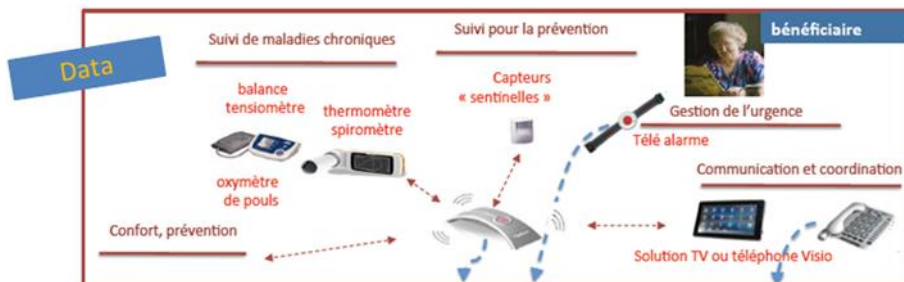 Data
Suivi de maladies chroniques
Suivi pour la prévention
bénéficiaire
balance
tensiomètre
thermomètre
spiromètre
Capteurs
« sentinelles »
Gestion de l'urgence
Télé alarme
oxymètre
de pouls
Communication et coordination
Confort, prévention
Solution TV ou téléphone Visio